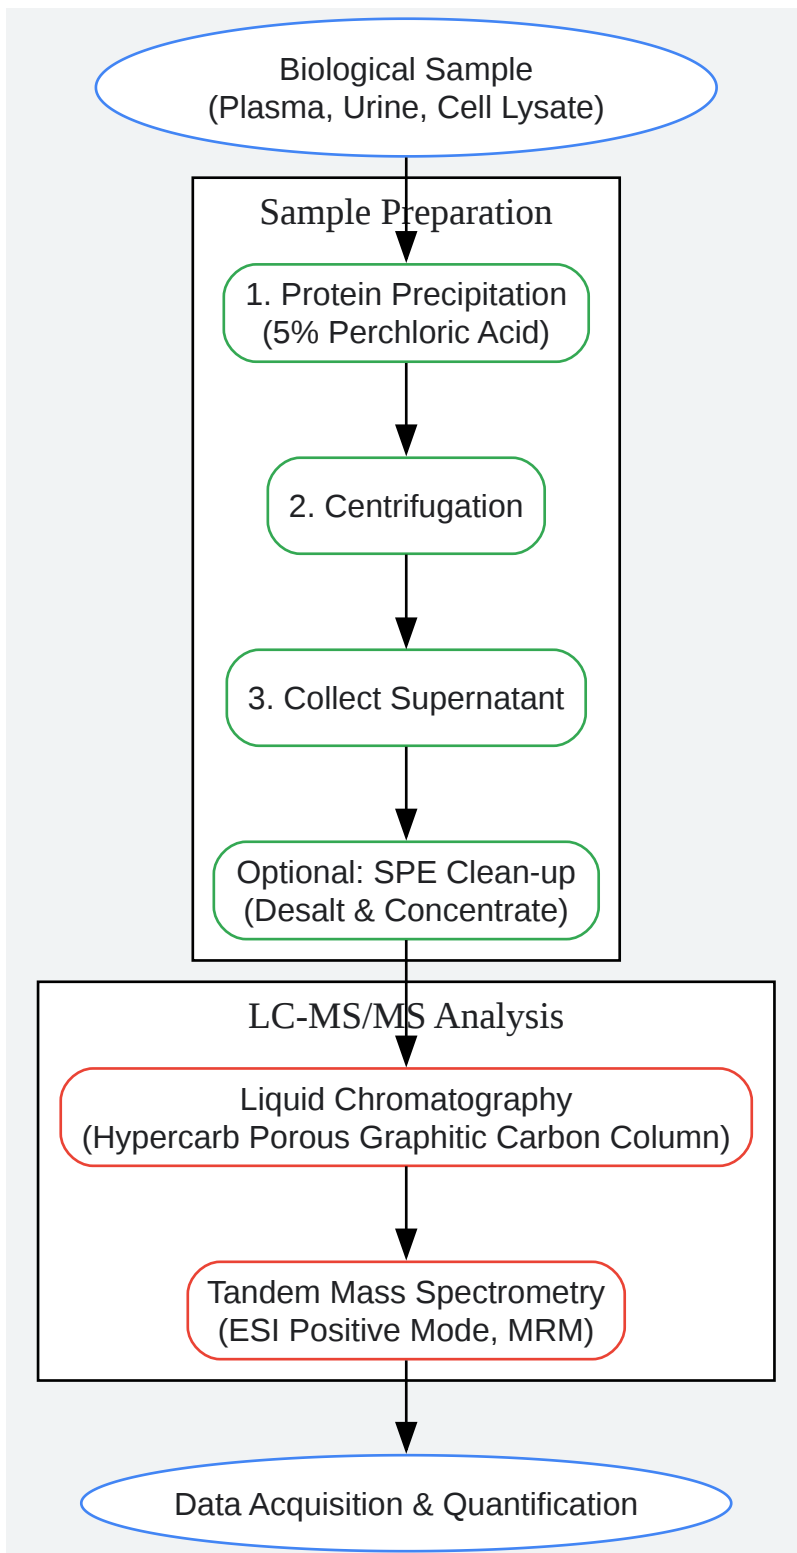 Biological Sample
(Plasma, Urine, Cell Lysate)
Sample Preparation
1. Protein Precipitation
(5% Perchloric Acid)
2. Centrifugation
3. Collect Supernatant
Optional: SPE Clean-up
(Desalt & Concentrate)
LC-MS/MS Analysis
Liquid Chromatography
(Hypercarb Porous Graphitic Carbon Column)
Tandem Mass Spectrometry
(ESI Positive Mode, MRM)
Data Acquisition & Quantification